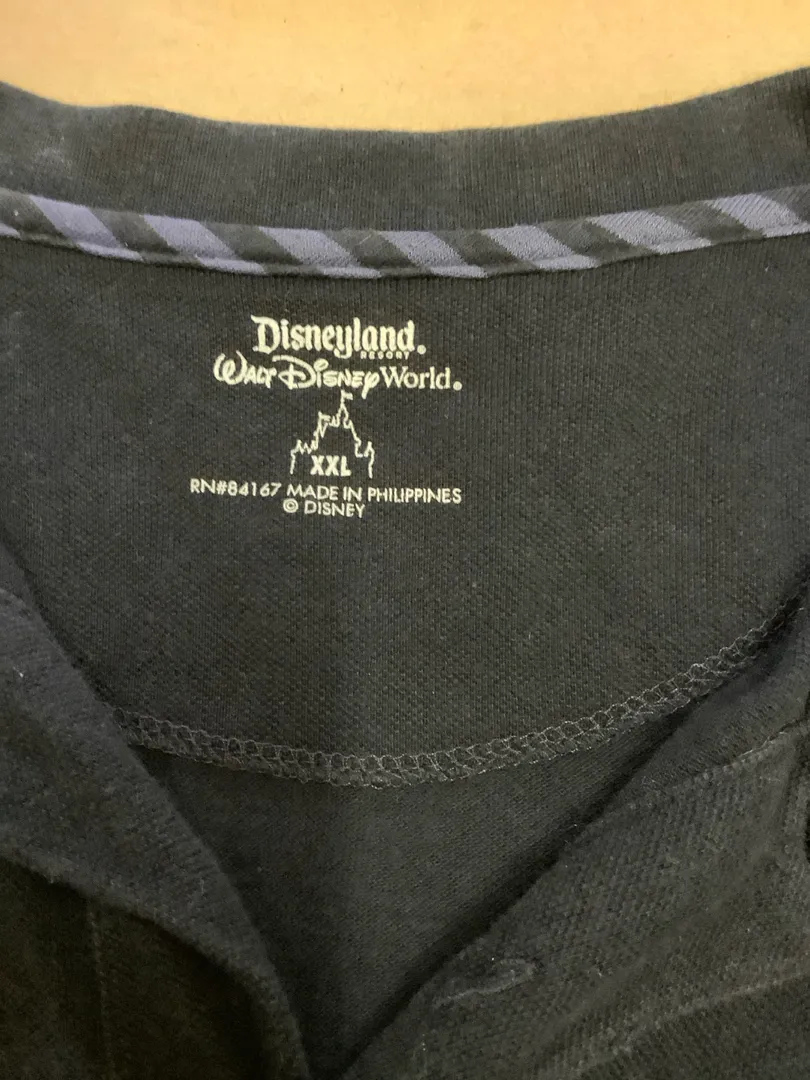 Disneyland.
RESORT
Walt Disney World.
XXL
RN#84167 MADE IN PHILIPPINES
© DISNEY